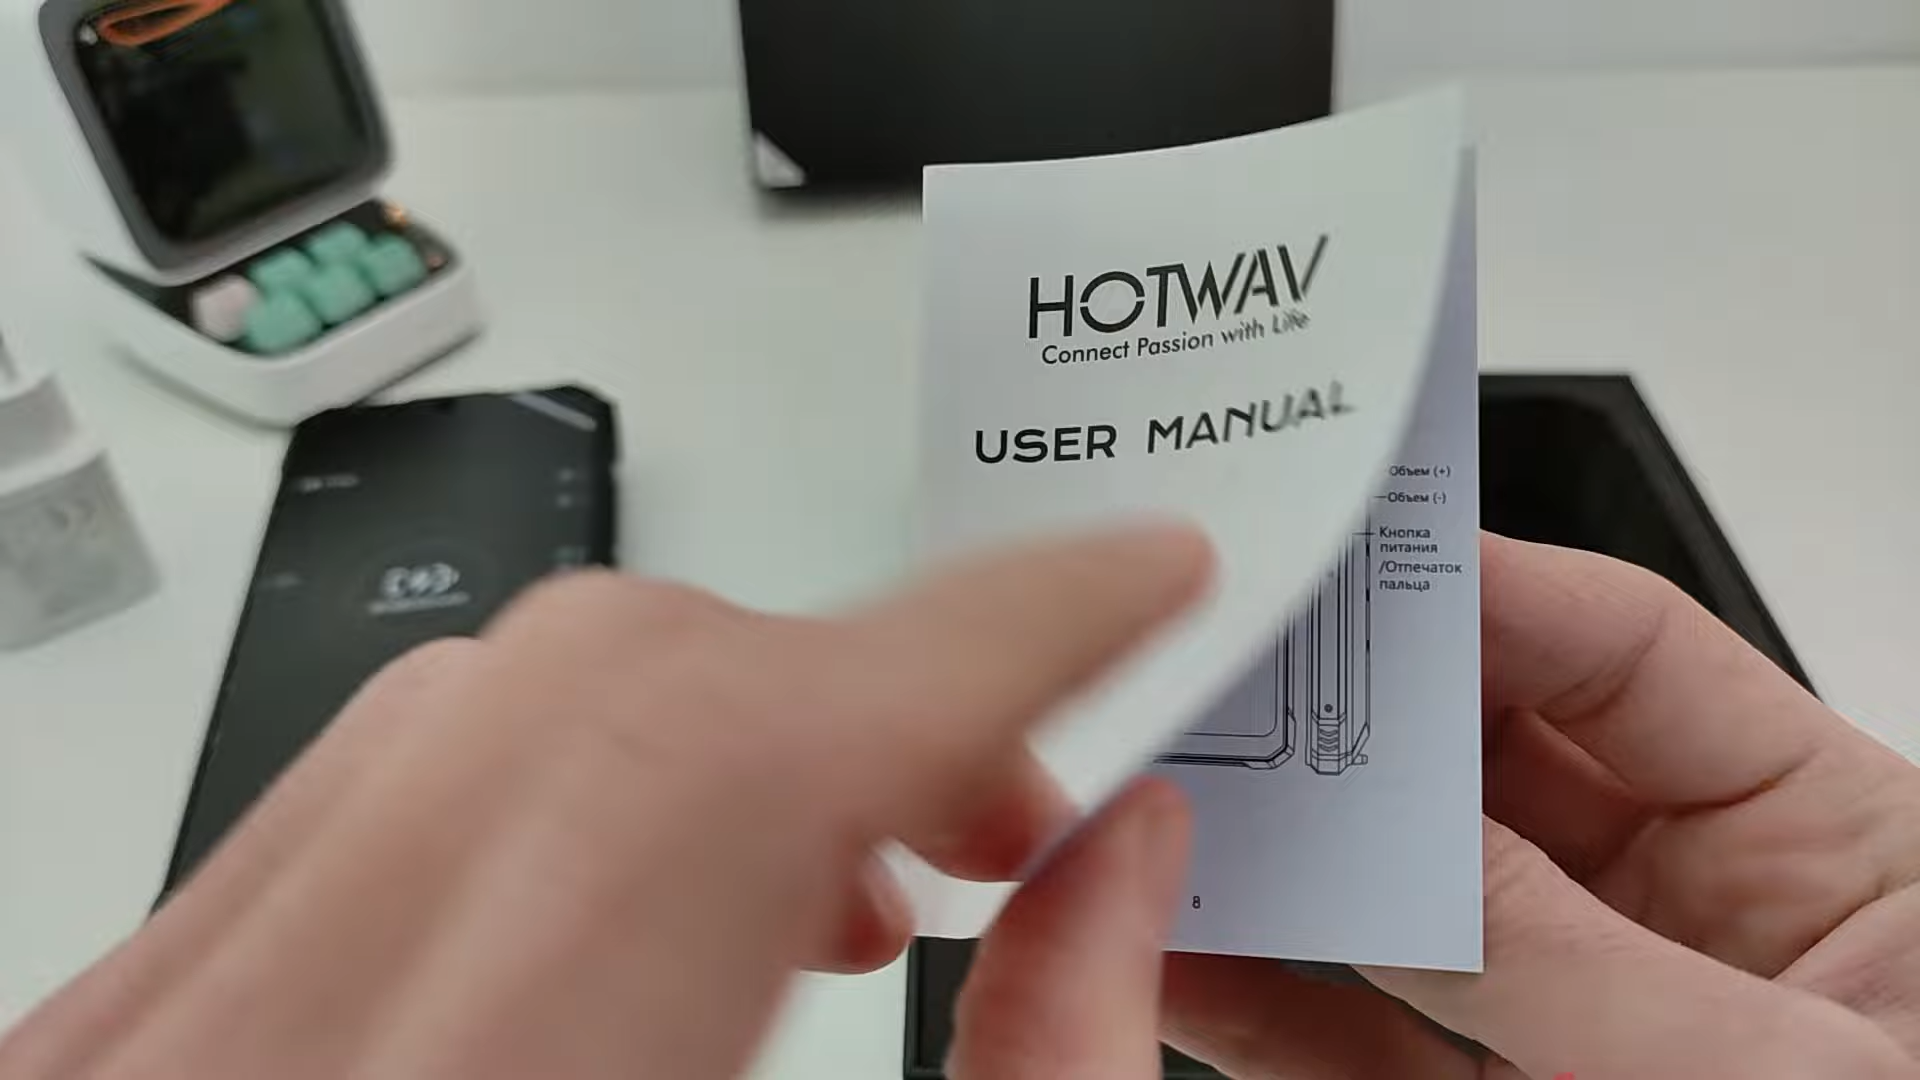 HOTWAV
Connect Passion with Life
USER MANUAL
Объем (+)
Объем (-)
Кнопка
питания
/Отпечаток
пальца
8